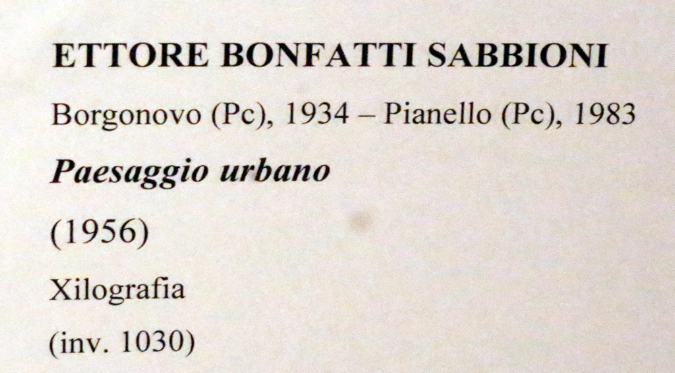 ETTORE BONFATTI SABBIONI
Borgonovo (Pc), 1934 – Pianello (Pc), 1983
Paesaggio urbano
(1956)
Xilografia
(inv. 1030)